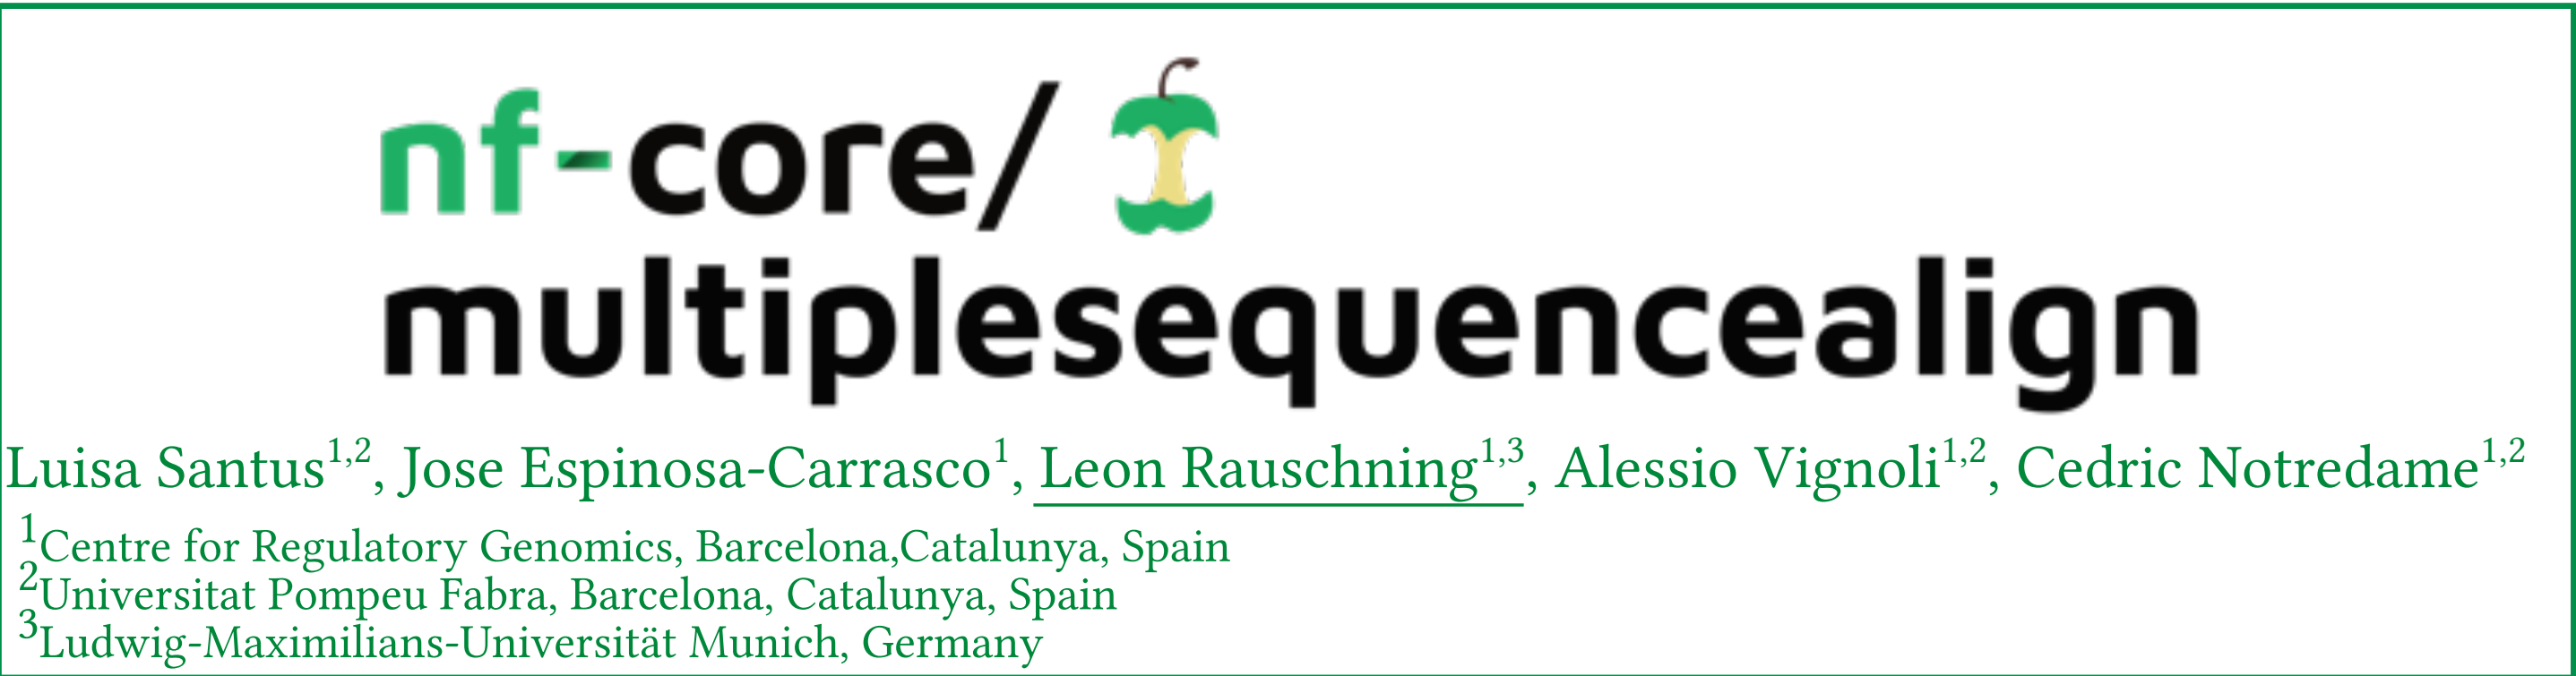 nf-core/
multiplesequencealign
Luisa Santus1,2, Jose Espinosa-Carrasco1, Leon Rauschning1,3, Alessio Vignoli1,2, Cedric Notredame1,2
1Centre for Regulatory Genomics, Barcelona,Catalunya, Spain
2Universitat Pompeu Fabra, Barcelona, Catalunya, Spain
3Ludwig-Maximilians-Universität Munich, Germany